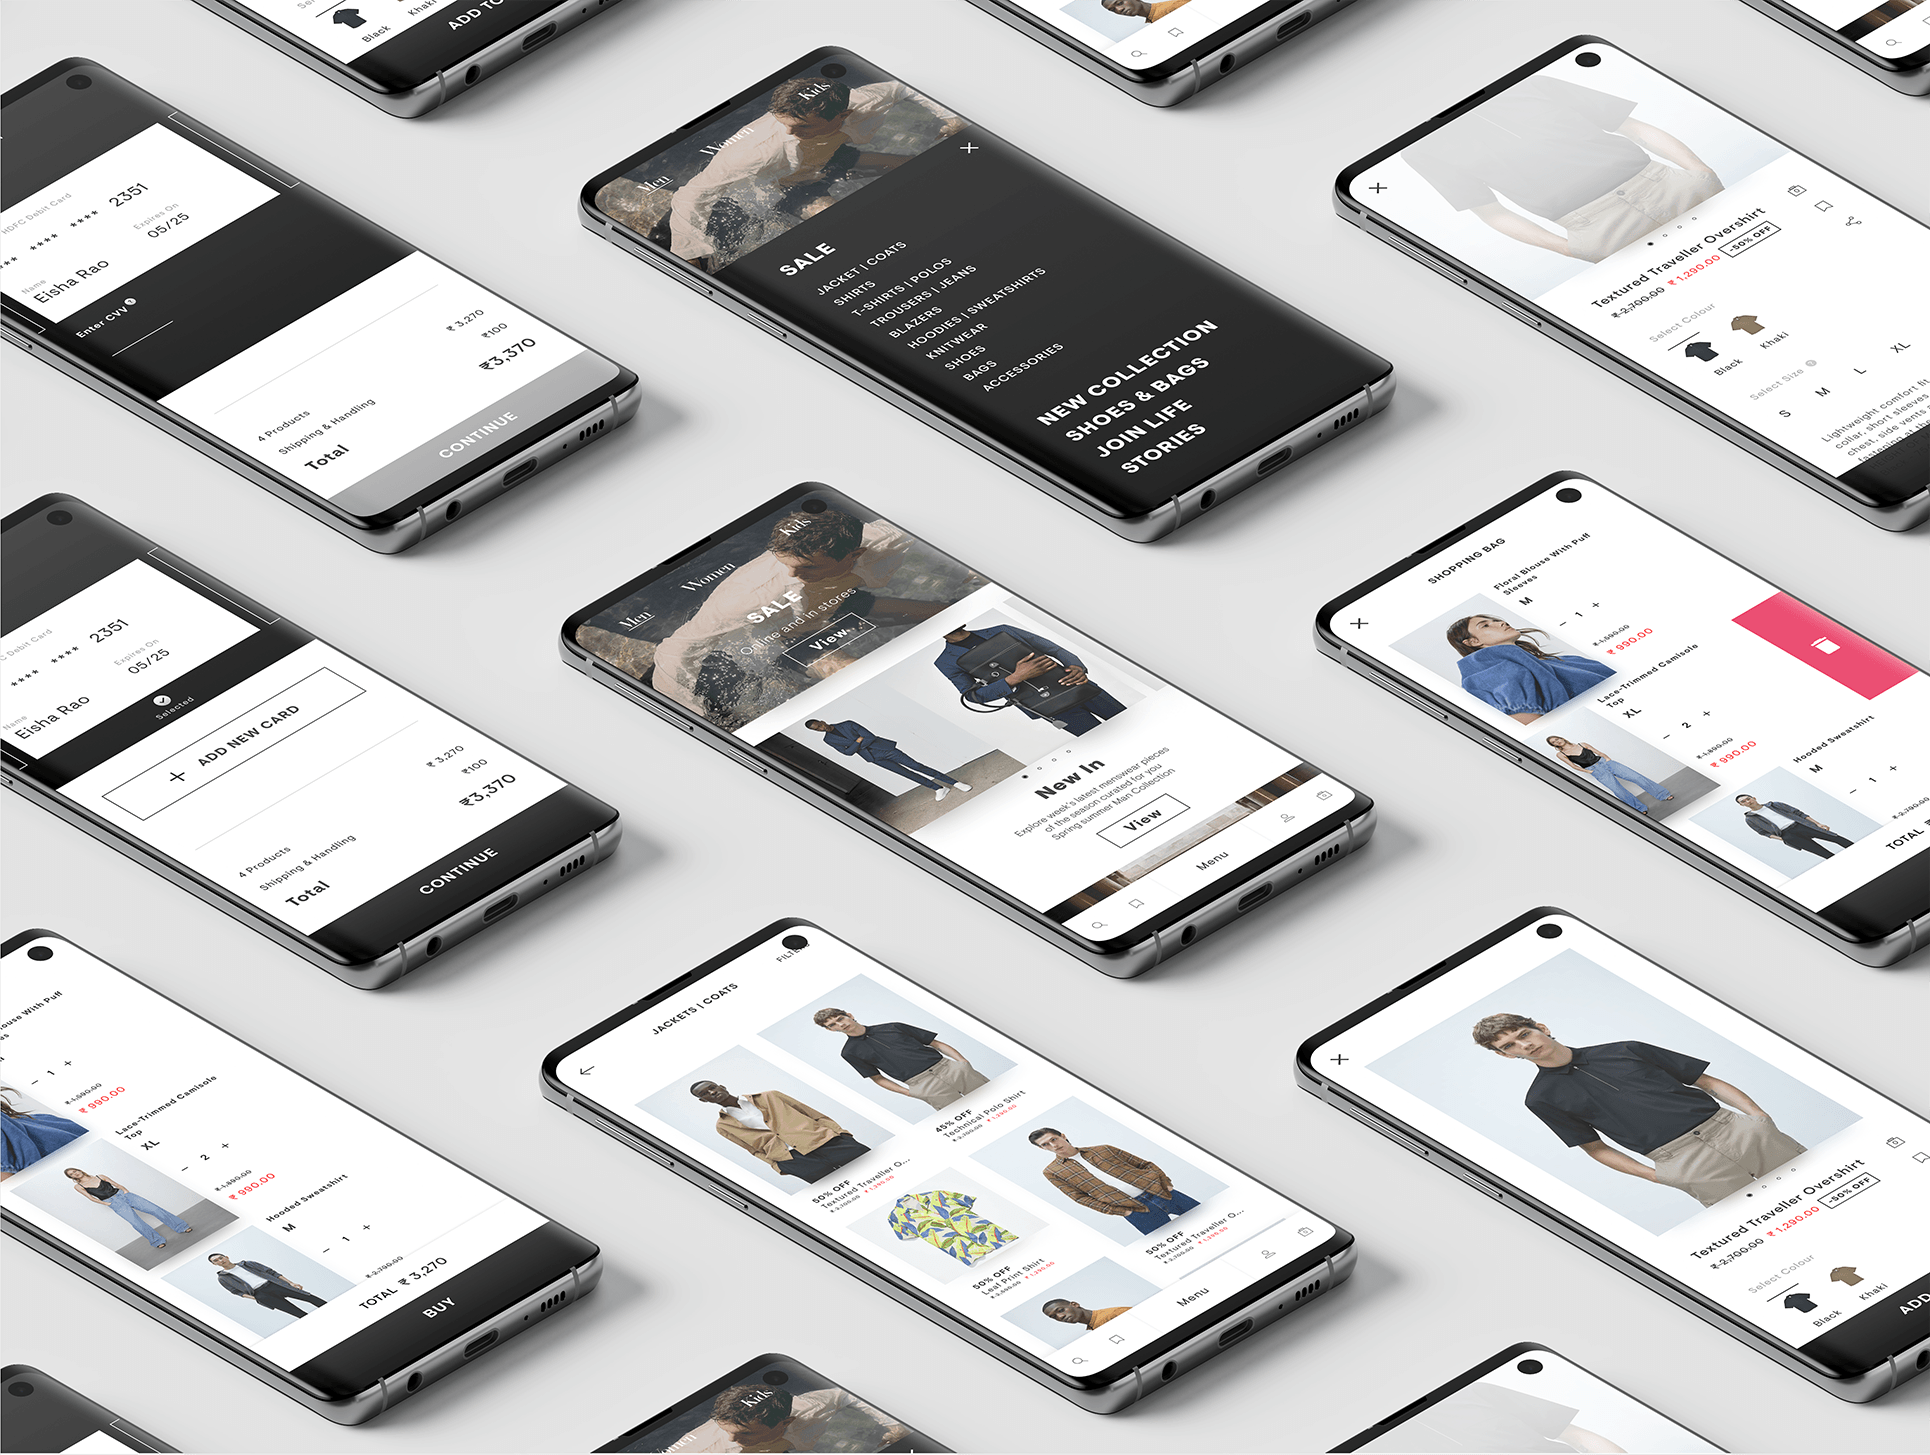 Khaki
Black
HDFC Debit Card
**** **** 2351
Expires On
05/25
Name
Eisha Rao
Enter CVV
₹ 3,270
₹100
₹3,370
4 Products
Shipping & Handling
Total
CONTINUE
Men
Women
Kids
SALE
JACKET | COATS
SHIRTS
T-SHIRTS | POLOS
TROUSERS | JEANS
BLAZERS
HOODIES | SWEATSHIRTS
KNITWEAR
SHOES
BAGS
ACCESSORIES
NEW COLLECTION
SHOES & BAGS
JOIN LIFE
STORIES
Textured Traveller Overshirt
₹ 2,700.00 ₹ 1,290.00 -50% OFF
Select Colour
Black
Khaki
Select Size
S M L XL
Lightweight comfort fit
collar, short sleeves
chest, side vents
Debit Card
**** **** 2351
Expires On
05/25
Name
Eisha Rao
Selected
+ ADD NEW CARD
₹ 3,270
₹100
₹3,370
4 Products
Shipping & Handling
Total
CONTINUE
Men
Women
Kids
SALE
Online and in stores
View
New In
Explore week's latest menswear pieces
of the season curated for you
Spring summer Man Collection
View
Menu
SHOPPING BAG
Floral Blouse With Puff
Sleeves
M
– 1 +
₹ 1,590.00
₹ 990.00
Lace-Trimmed Camisole
Top
XL
– 2 +
₹ 1,890.00
₹ 990.00
Hooded Sweatshirt
M
– 1 +
TOTAL
With Puff
– 1 +
₹ 1,590.00
₹ 990.00
Lace-Trimmed Camisole
Top
XL
– 2 +
₹ 1,890.00
₹ 990.00
Hooded Sweatshirt
M
– 1 +
₹ 2,700.00
TOTAL ₹ 3,270
BUY
JACKETS | COATS
50% OFF
Textured Traveller O...
₹ 1,290.00
45% OFF
Technical Polo Shirt
₹ 1,290.00
50% OFF
Leaf Print Shirt
₹ 1,290.00
50% OFF
Textured Traveller O...
Menu
Textured Traveller Overshirt
₹ 2,700.00 ₹ 1,290.00 -50% OFF
Select Colour
Black
Khaki
ADD
Kids